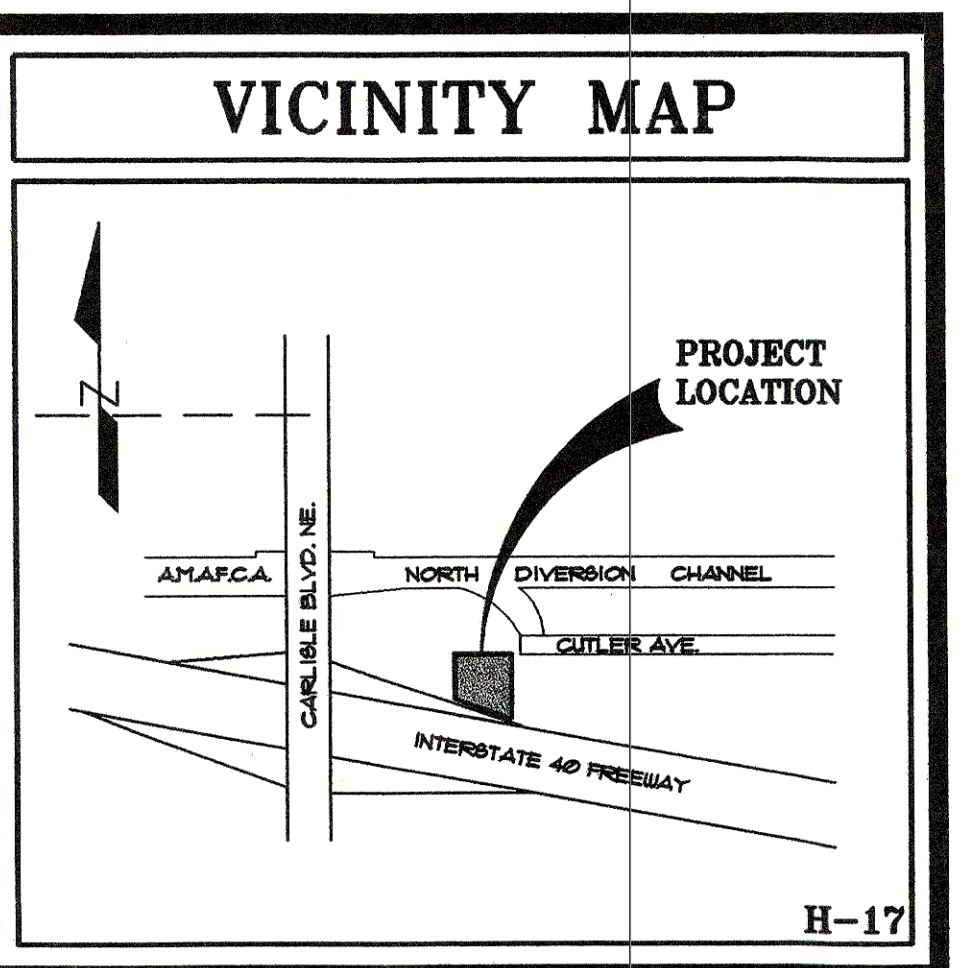 VICINITY MAP
N
PROJECT
LOCATION
CARLISLE BLVD. NE.
A.M.A.F.C.A. NORTH DIVERSION CHANNEL
CUTLER AVE.
INTERSTATE 40 FREEWAY
H-17